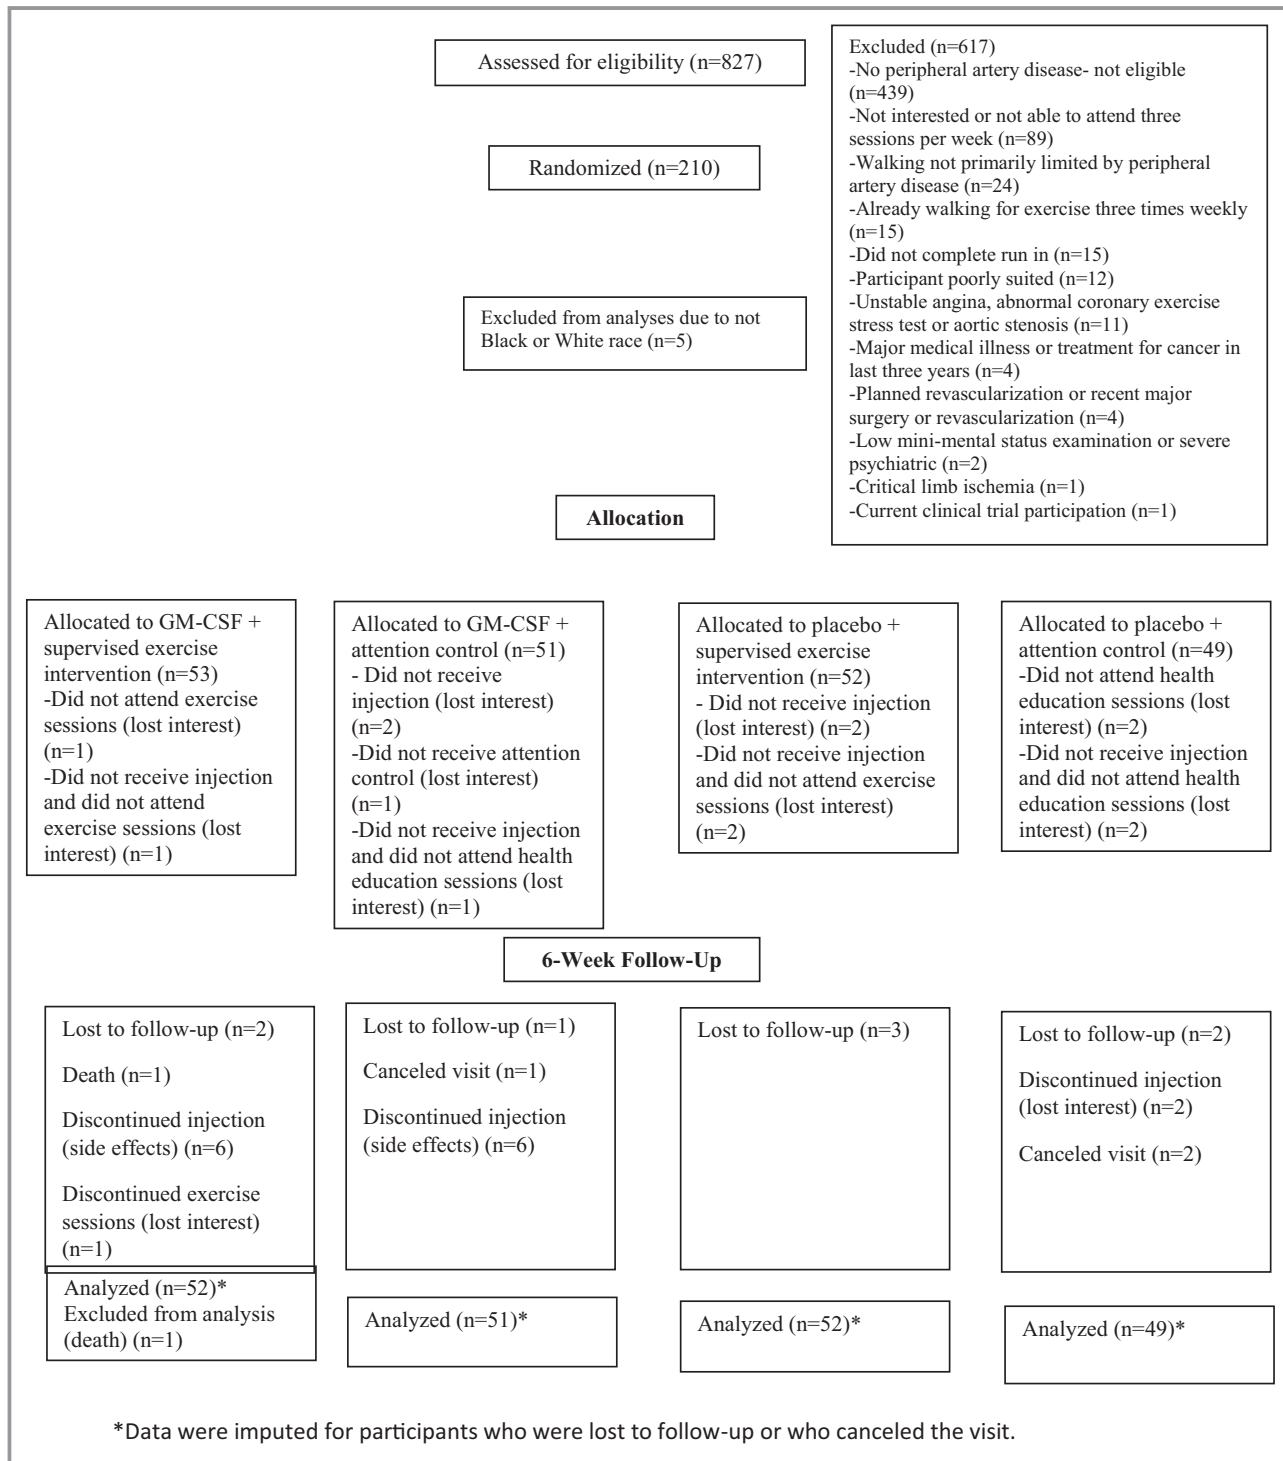 Assessed for eligibility (n=827)
Excluded (n=617)
-No peripheral artery disease- not eligible
(n=439)
-Not interested or not able to attend three
sessions per week (n=89)
-Walking not primarily limited by peripheral
artery disease (n=24)
-Already walking for exercise three times weekly
(n=15)
-Did not complete run in (n=15)
-Participant poorly suited (n=12)
-Unstable angina, abnormal coronary exercise
stress test or aortic stenosis (n=11)
-Major medical illness or treatment for cancer in
last three years (n=4)
-Planned revascularization or recent major
surgery or revascularization (n=4)
-Low mini-mental status examination or severe
psychiatric (n=2)
-Critical limb ischemia (n=1)
-Current clinical trial participation (n=1)
Randomized (n=210)
Excluded from analyses due to not
Black or White race (n=5)
Allocation
Allocated to GM-CSF +
supervised exercise
intervention (n=53)
-Did not attend exercise
sessions (lost interest)
(n=1)
-Did not receive injection
and did not attend
exercise sessions (lost
interest) (n=1)
Allocated to GM-CSF +
attention control (n=51)
- Did not receive
injection (lost interest)
(n=2)
-Did not receive attention
control (lost interest)
(n=1)
-Did not receive injection
and did not attend health
education sessions (lost
interest) (n=1)
Allocated to placebo +
supervised exercise
intervention (n=52)
- Did not receive injection
(lost interest) (n=2)
-Did not receive injection
and did not attend exercise
sessions (lost interest)
(n=2)
Allocated to placebo +
attention control (n=49)
-Did not attend health
education sessions (lost
interest) (n=2)
-Did not receive injection
and did not attend health
education sessions (lost
interest) (n=2)
6-Week Follow-Up
Lost to follow-up (n=2)
Death (n=1)
Discontinued injection
(side effects) (n=6)
Discontinued exercise
sessions (lost interest)
(n=1)
Lost to follow-up (n=1)
Canceled visit (n=1)
Discontinued injection
(side effects) (n=6)
Lost to follow-up (n=3)
Lost to follow-up (n=2)
Discontinued injection
(lost interest) (n=2)
Canceled visit (n=2)
Analyzed (n=52)*
Excluded from analysis
(death) (n=1)
Analyzed (n=51)*
Analyzed (n=52)*
Analyzed (n=49)*
*Data were imputed for participants who were lost to follow-up or who canceled the visit.